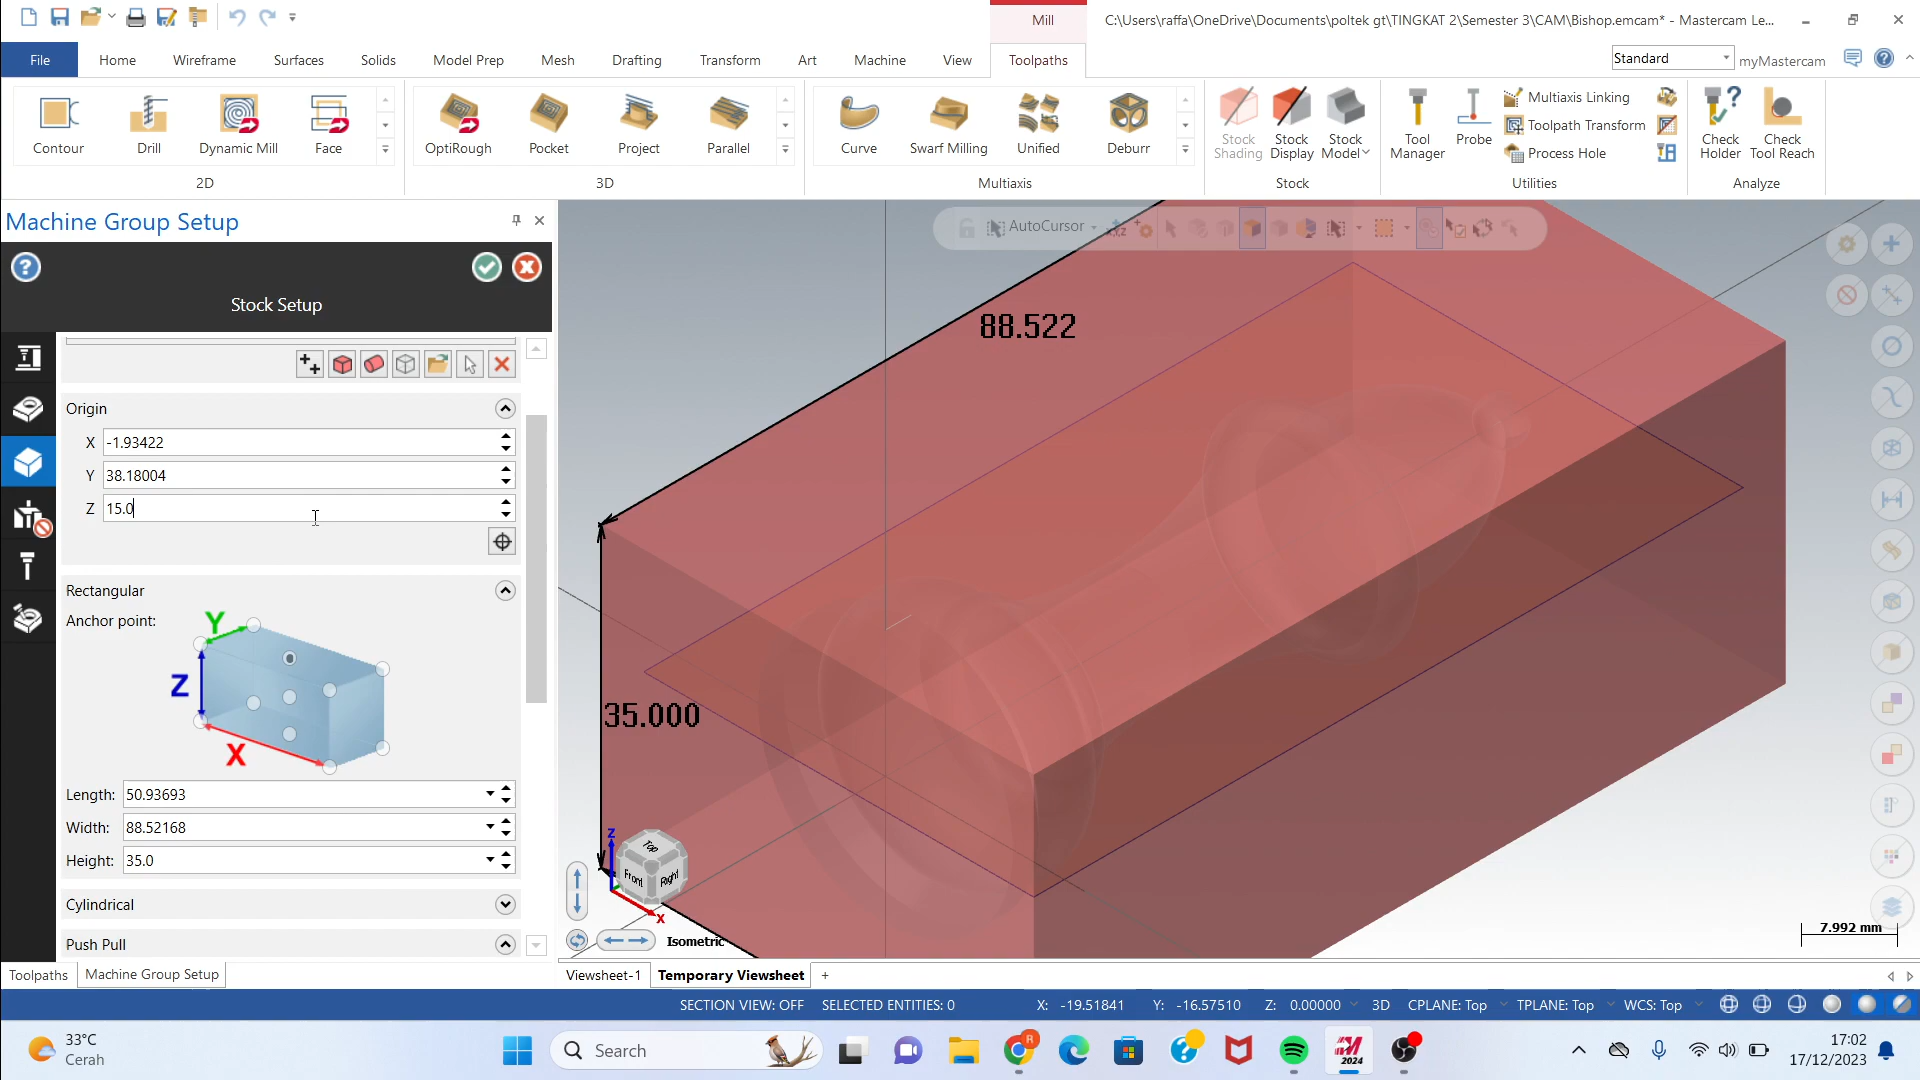 Mill
C:\Users\raffa\OneDrive\Documents\poltek gt\TINGKAT 2\Semester 3\CAM\Bishop.emcam* - Mastercam Le...
File
Home
Wireframe
Surfaces
Solids
Model Prep
Mesh
Drafting
Transform
Art
Machine
View
Toolpaths
Standard
myMastercam
Contour
Drill
Dynamic Mill
Face
OptiRough
Pocket
Project
Parallel
Curve
Swarf Milling
Unified
Deburr
Stock Shading
Stock Display
Stock Model
Tool Manager
Probe
Multiaxis Linking
Toolpath Transform
Process Hole
Check Holder
Check Tool Reach
2D
3D
Multiaxis
Stock
Utilities
Analyze
Machine Group Setup
Stock Setup
AutoCursor
Origin
X -1.93422
Y 38.18004
Z 15.0
Rectangular
Anchor point:
Y
Z
X
Length: 50.93693
Width: 88.52168
Height: 35.0
Cylindrical
Push Pull
88.522
35.000
Z
Top
Front
Right
X
Isometric
7.992 mm
Toolpaths
Machine Group Setup
Viewsheet-1
Temporary Viewsheet
+
SECTION VIEW: OFF SELECTED ENTITIES: 0 X: -19.51841 Y: -16.57510 Z: 0.00000 3D CPLANE: Top TPLANE: Top WCS: Top
33°C
Cerah
Search
R
2024
17:02
17/12/2023